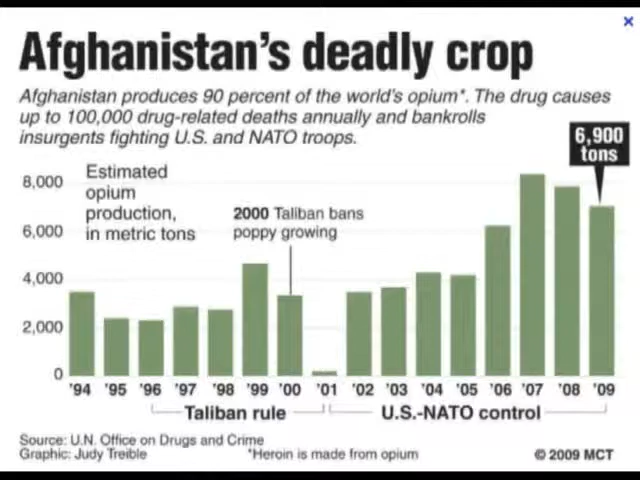 Afghanistan's deadly crop
Afghanistan produces 90 percent of the world's opium*. The drug causes
up to 100,000 drug-related deaths annually and bankrolls
insurgents fighting U.S. and NATO troops.
6,900
tons
Estimated
opium
production,
in metric tons
2000 Taliban bans
poppy growing
8,000
6,000
4,000
2,000
0
'94 '95 '96 '97 '98 '99 '00 '01 '02 '03 '04 '05 '06 '07 '08 '09
Taliban rule U.S.-NATO control
Source: U.N. Office on Drugs and Crime
Graphic: Judy Treible *Heroin is made from opium © 2009 MCT